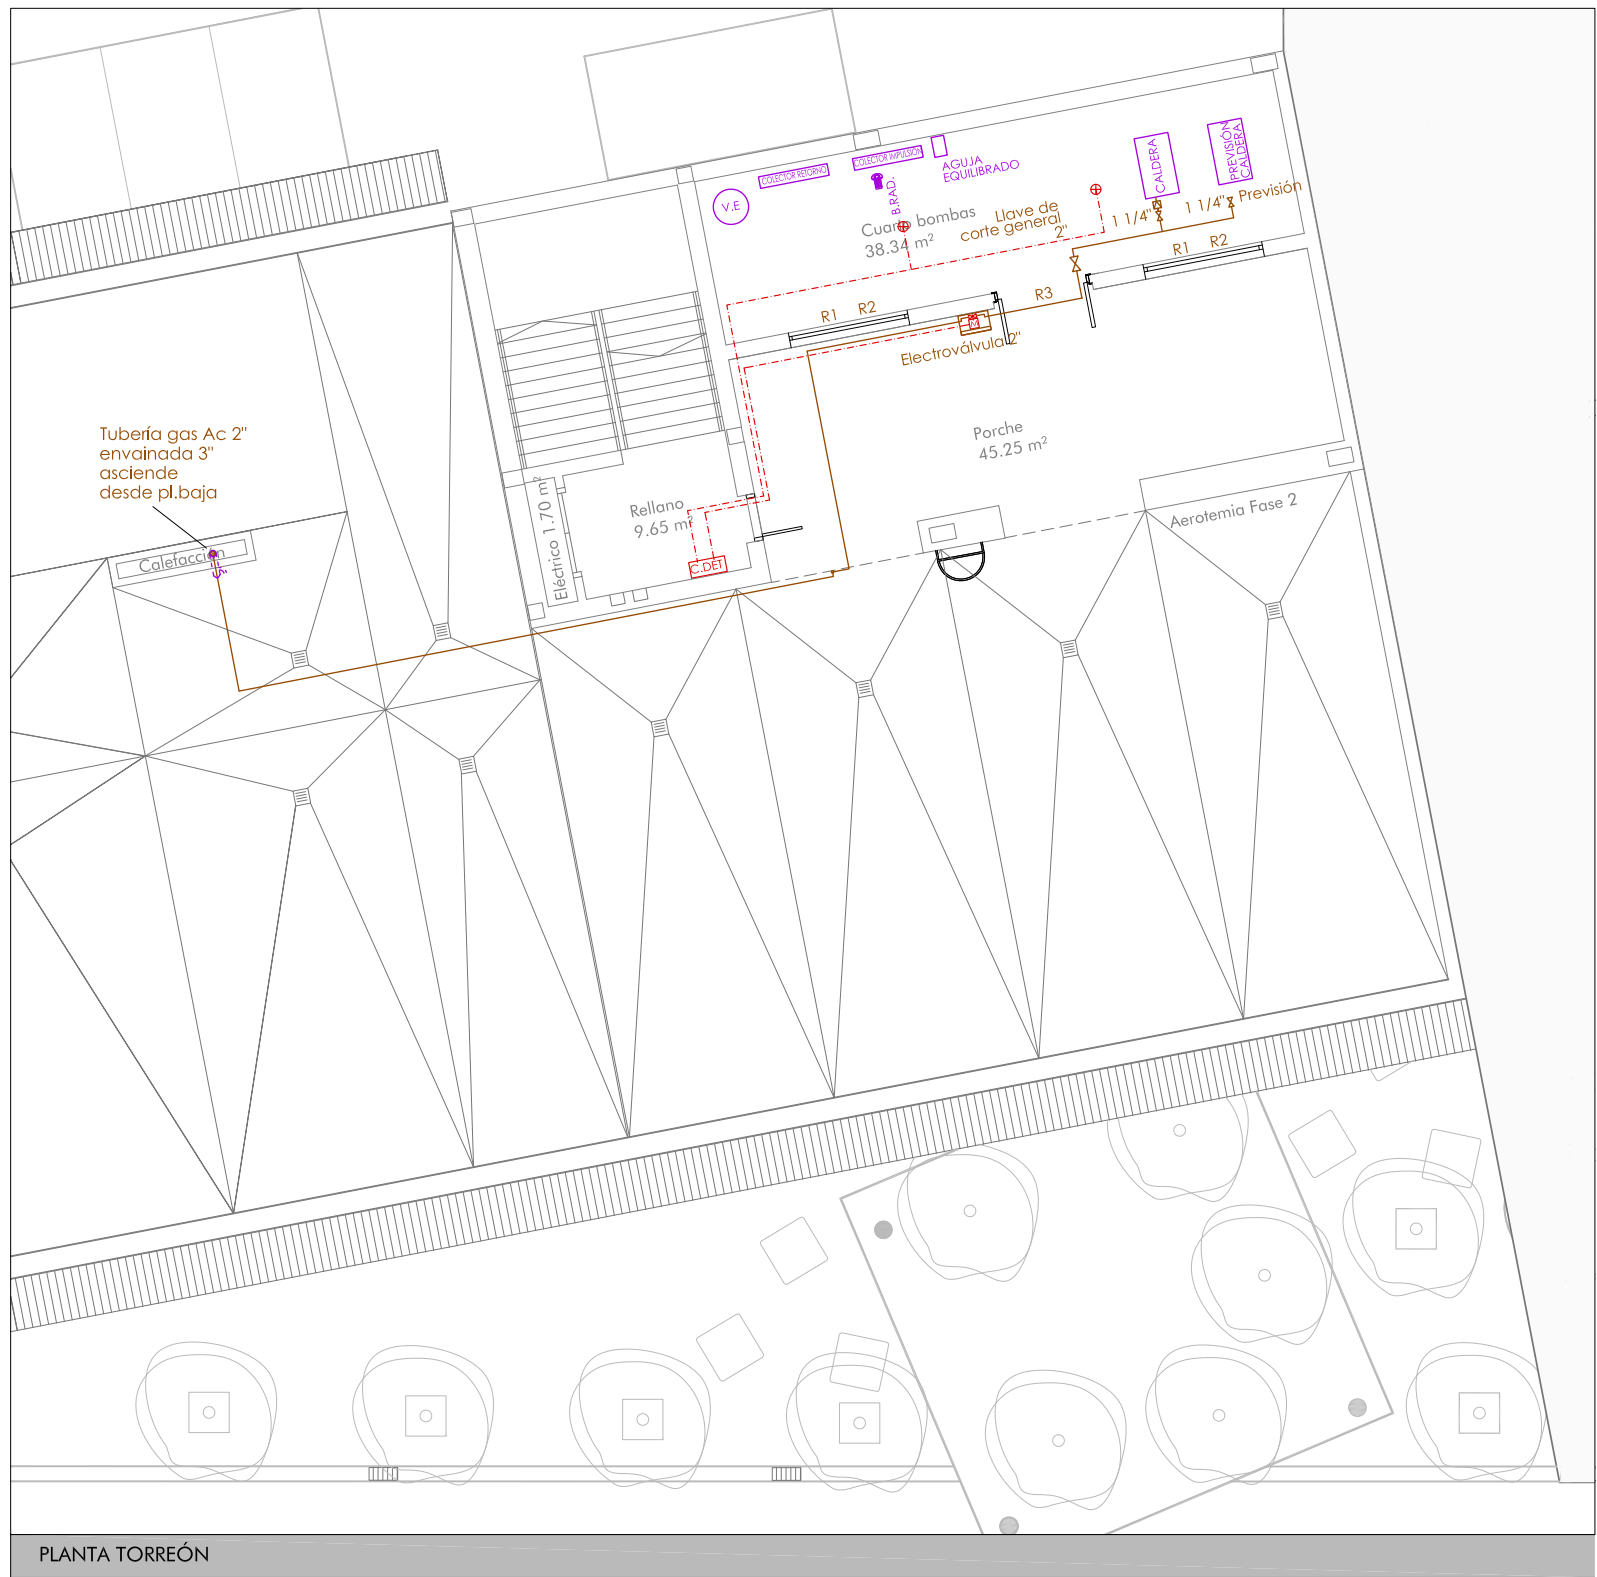 COLECTOR RETORNO
COLECTOR IMPULSIÓN
AGUJA
EQUILIBRADO
CALDERA
PREVISIÓN
CALDERA
V.E
B.RAD.
Cuarto bombas
38.34 m²
Llave de
corte general
2"
1 1/4"
1 1/4"
Previsión
R1
R2
R3
R1
R2
M
Electroválvula 2"
Porche
45.25 m²
Tubería gas Ac 2"
envainada 3"
asciende
desde pl.baja
Calefacción
Eléctrico 1.70 m²
Rellano
9.65 m²
C.DET
Aerotemia Fase 2
PLANTA TORREÓN